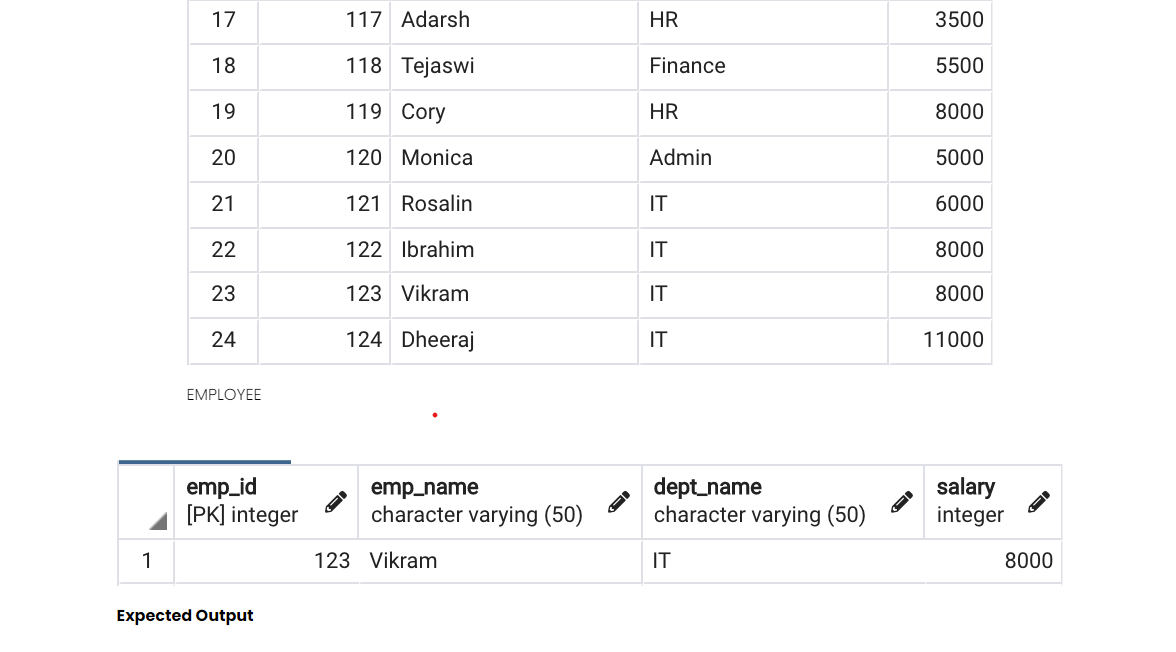 17 117 Adarsh HR 3500
18 118 Tejaswi Finance 5500
19 119 Cory HR 8000
20 120 Monica Admin 5000
21 121 Rosalin IT 6000
22 122 Ibrahim IT 8000
23 123 Vikram IT 8000
24 124 Dheeraj IT 11000
EMPLOYEE
emp_id emp_name dept_name salary
[PK] integer character varying (50) character varying (50) integer
1 123 Vikram IT 8000
Expected Output